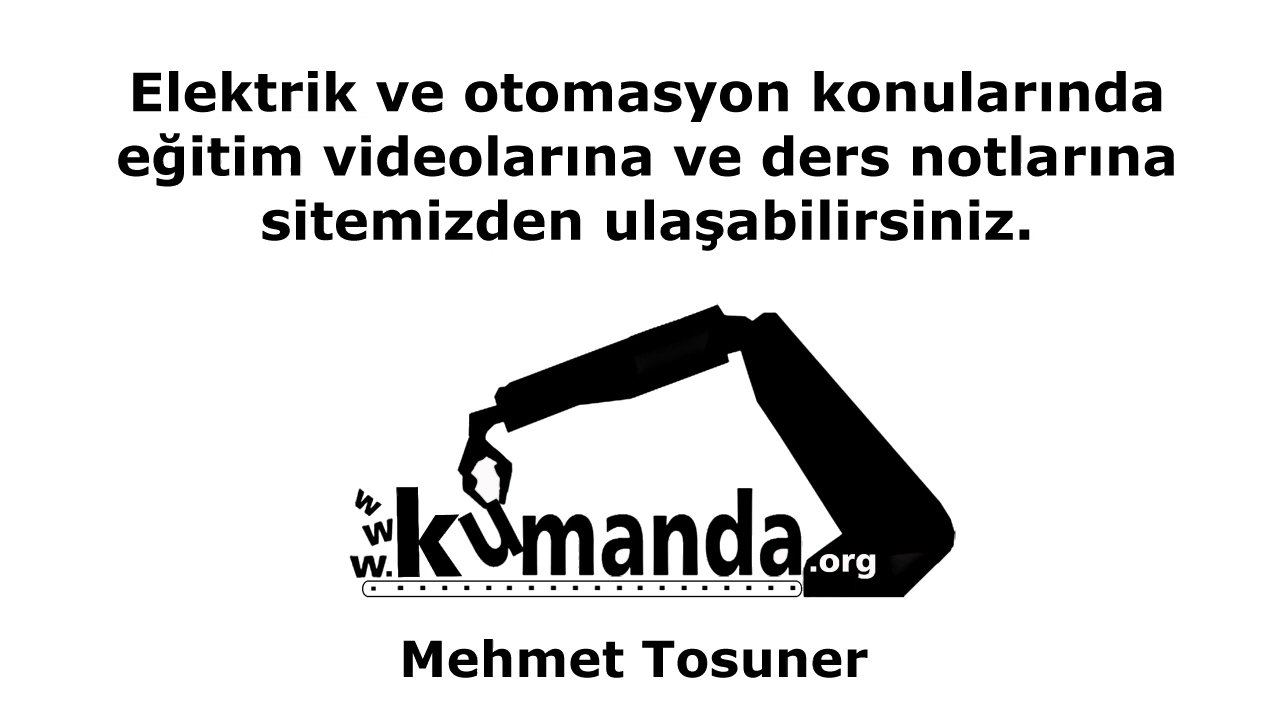 Elektrik ve otomasyon konularında
eğitim videolarına ve ders notlarına
sitemizden ulaşabilirsiniz.
www.kumanda.org
Mehmet Tosuner